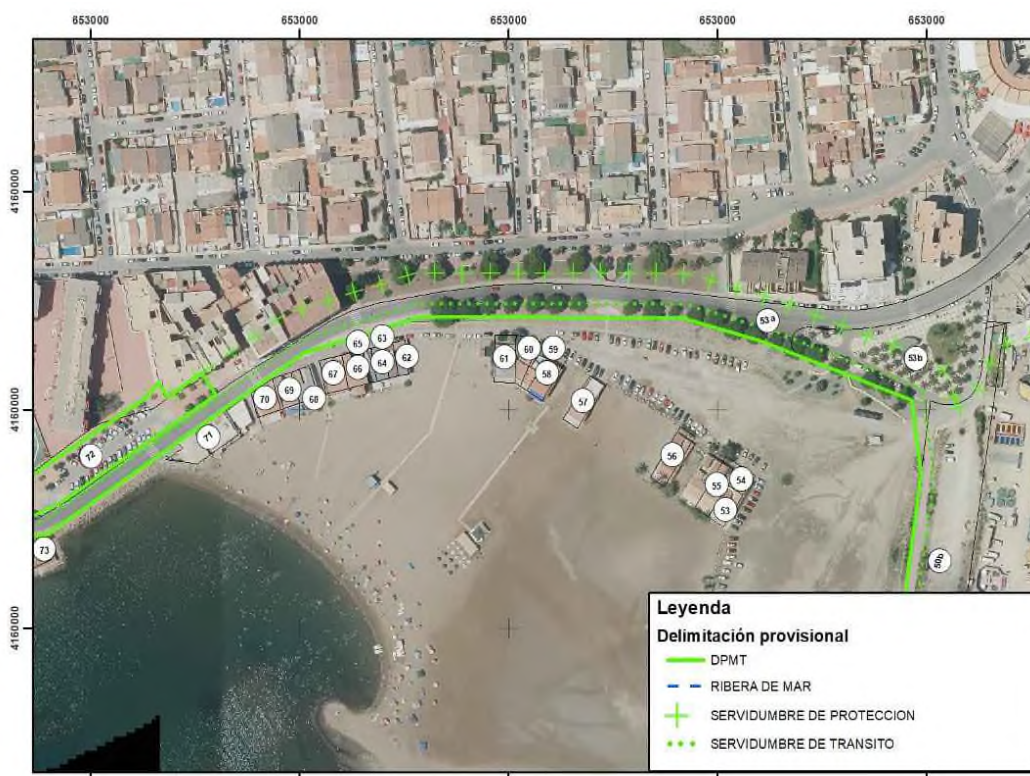 653000 653000 653000 653000 653000
4160000
4160000
4160000
53a
53b
65
63
60
59
62
61
64
66
67
58
70
69
68
57
71
72
56
54
55
53
73
50b
Leyenda
Delimitación provisional
DPMT
RIBERA DE MAR
SERVIDUMBRE DE PROTECCION
SERVIDUMBRE DE TRANSITO